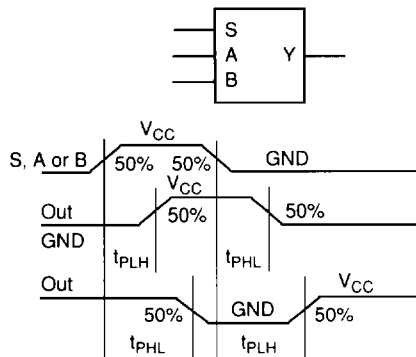 S
A Y
B
V_CC
S, A or B 50% 50% GND
V_CC
Out 50% 50%
GND t_PLH t_PHL
Out V_CC
50% GND 50%
t_PHL t_PLH